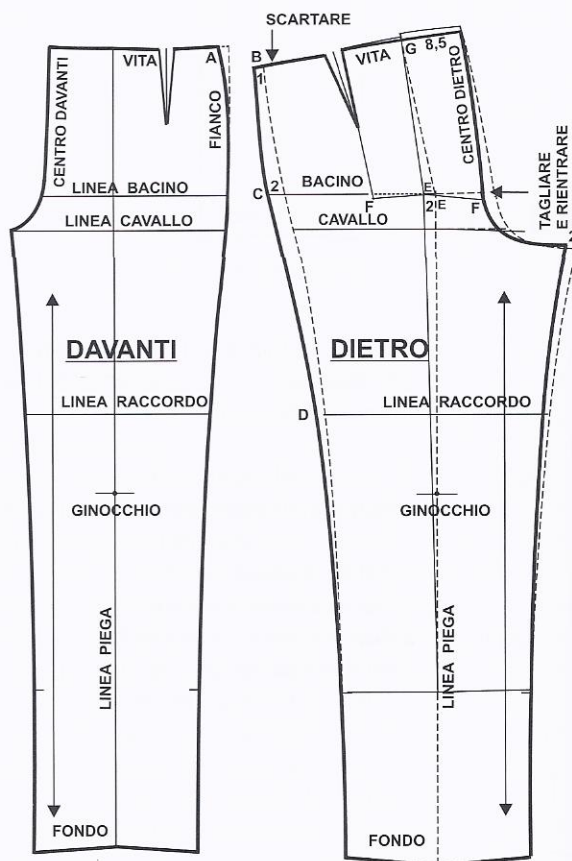 SCARTARE
VITA
A
CENTRO DAVANTI
FIANCO
LINEA BACINO
LINEA CAVALLO
DAVANTI
LINEA RACCORDO
GINOCCHIO
LINEA PIEGA
FONDO
B
1
VITA
G
8,5
CENTRO DIETRO
C
2
BACINO
E
F
2
E
F
TAGLIARE
E RIENTRARE
CAVALLO
DIETRO
D
LINEA RACCORDO
GINOCCHIO
LINEA PIEGA
FONDO